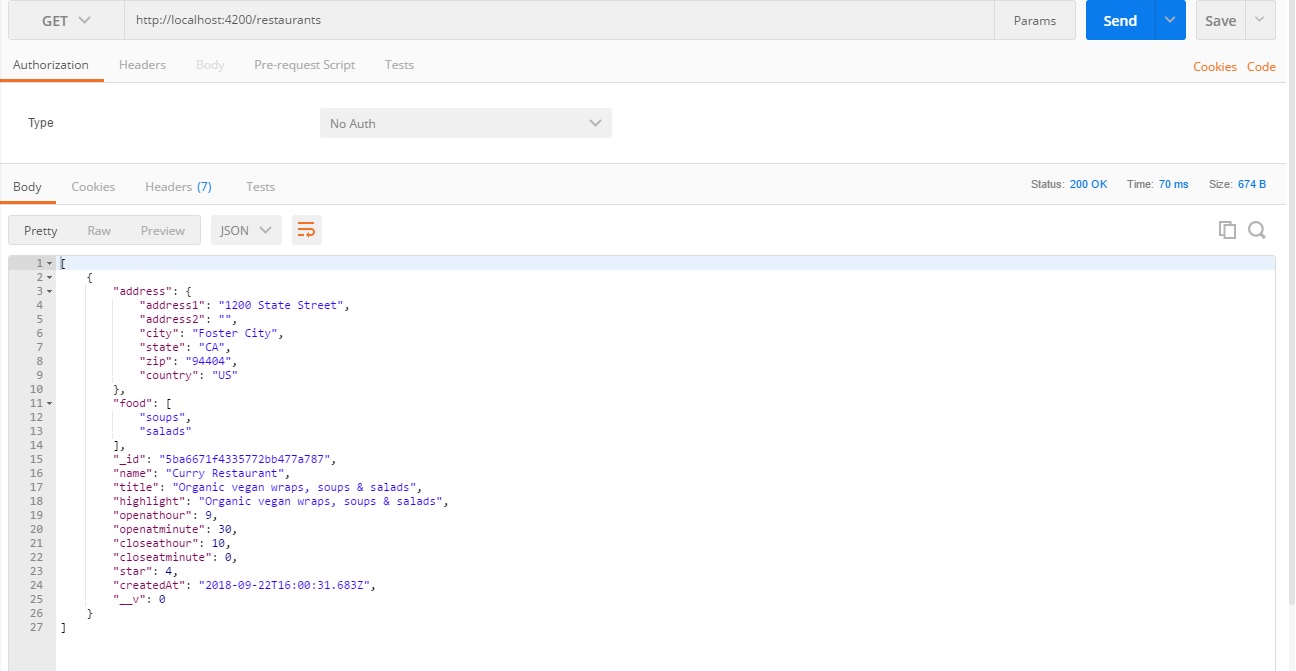 GET http://localhost:4200/restaurants Params Send Save
Authorization Headers Body Pre-request Script Tests Cookies Code
Type No Auth
Body Cookies Headers (7) Tests Status: 200 OK Time: 70 ms Size: 674 B
Pretty Raw Preview JSON
1 [
2 {
3 "address": {
4 "address1": "1200 State Street",
5 "address2": "",
6 "city": "Foster City",
7 "state": "CA",
8 "zip": "94404",
9 "country": "US"
10 },
11 "food": [
12 "soups",
13 "salads"
14 ],
15 "_id": "5ba6671f4335772bb477a787",
16 "name": "Curry Restaurant",
17 "title": "Organic vegan wraps, soups & salads",
18 "highlight": "Organic vegan wraps, soups & salads",
19 "openathour": 9,
20 "openatminute": 30,
21 "closeathour": 10,
22 "closeatminute": 0,
23 "star": 4,
24 "createdAt": "2018-09-22T16:00:31.683Z",
25 "__v": 0
26 }
27 ]